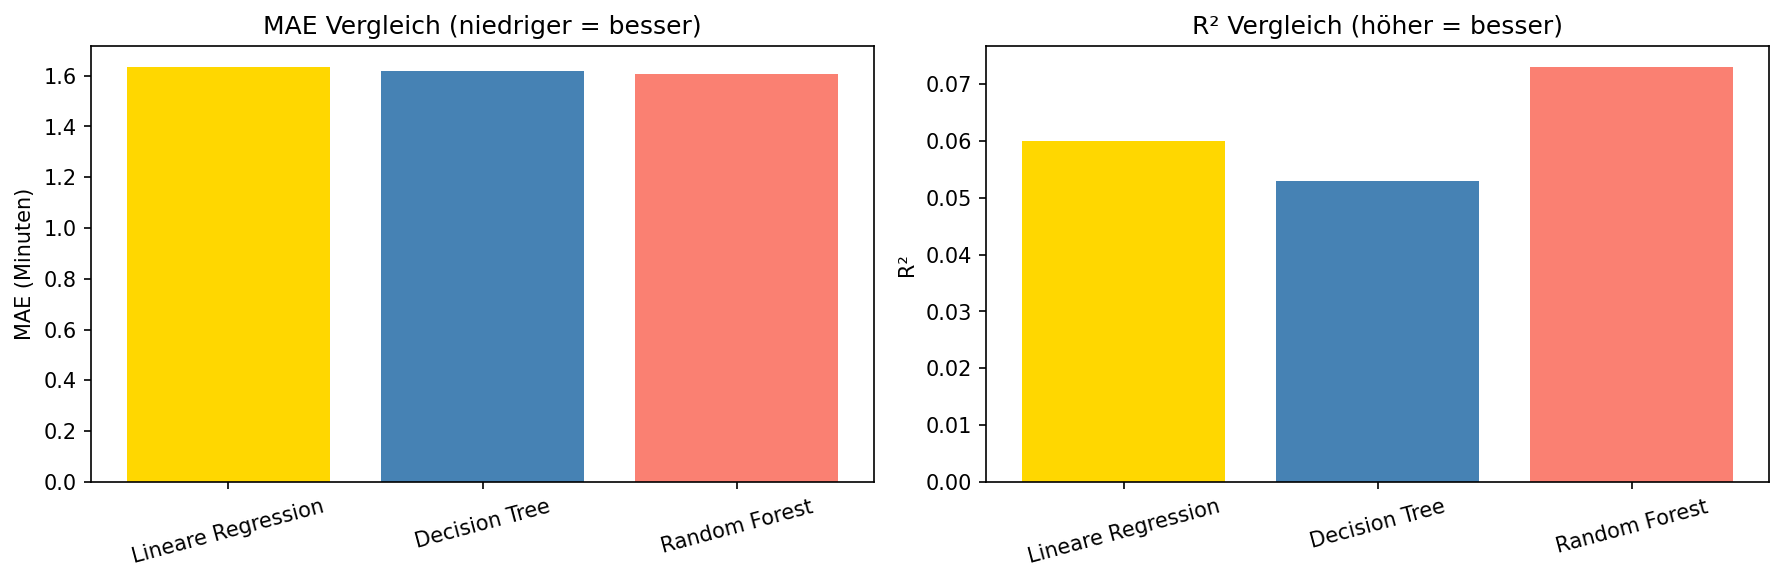 MAE Vergleich (niedriger = besser)
MAE (Minuten)
1.6
1.4
1.2
1.0
0.8
0.6
0.4
0.2
0.0
Lineare Regression
Decision Tree
Random Forest
R² Vergleich (höher = besser)
R²
0.07
0.06
0.05
0.04
0.03
0.02
0.01
0.00
Lineare Regression
Decision Tree
Random Forest